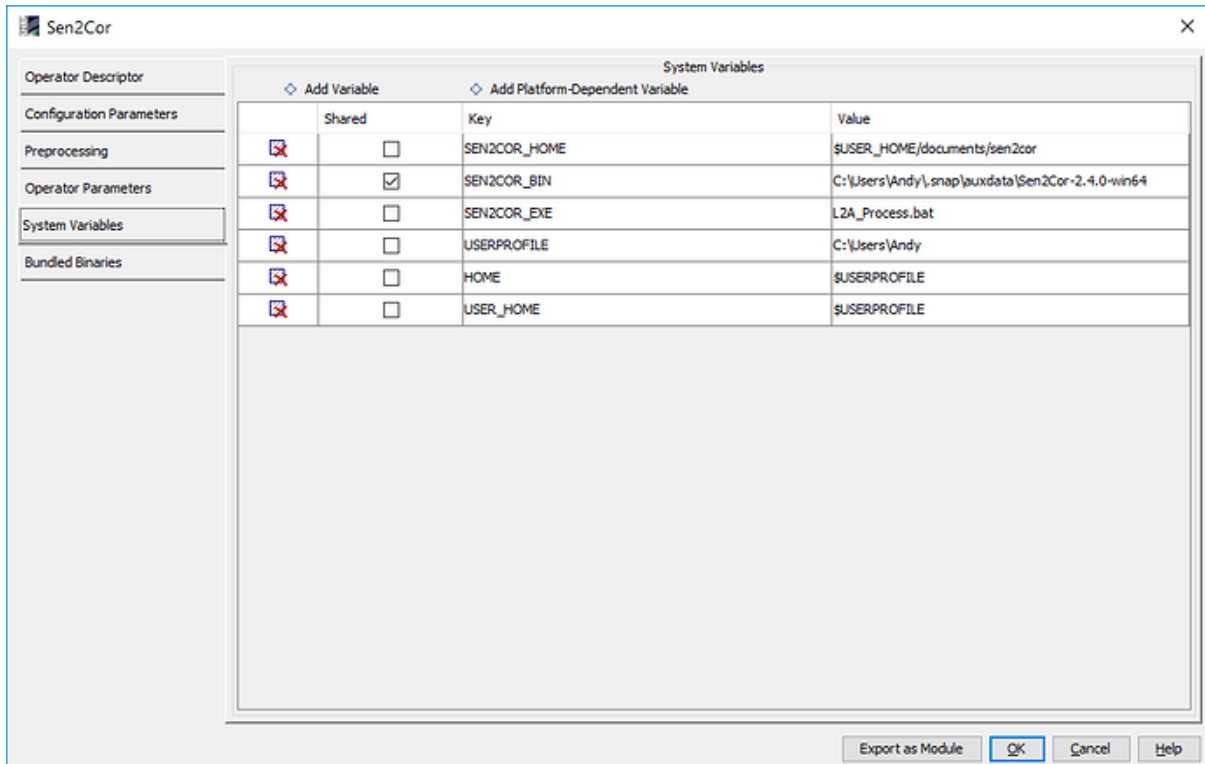 Sen2Cor
Operator Descriptor
Configuration Parameters
Preprocessing
Operator Parameters
System Variables
Bundled Binaries
System Variables
Add Variable Add Platform-Dependent Variable
Shared Key Value
SEN2COR_HOME $USER_HOME/documents/sen2cor
SEN2COR_BIN C:\Users\Andy\.snap\auxdata\Sen2Cor-2.4.0-win64
SEN2COR_EXE L2A_Process.bat
USERPROFILE C:\Users\Andy
HOME $USERPROFILE
USER_HOME $USERPROFILE
Export as Module OK Cancel Help